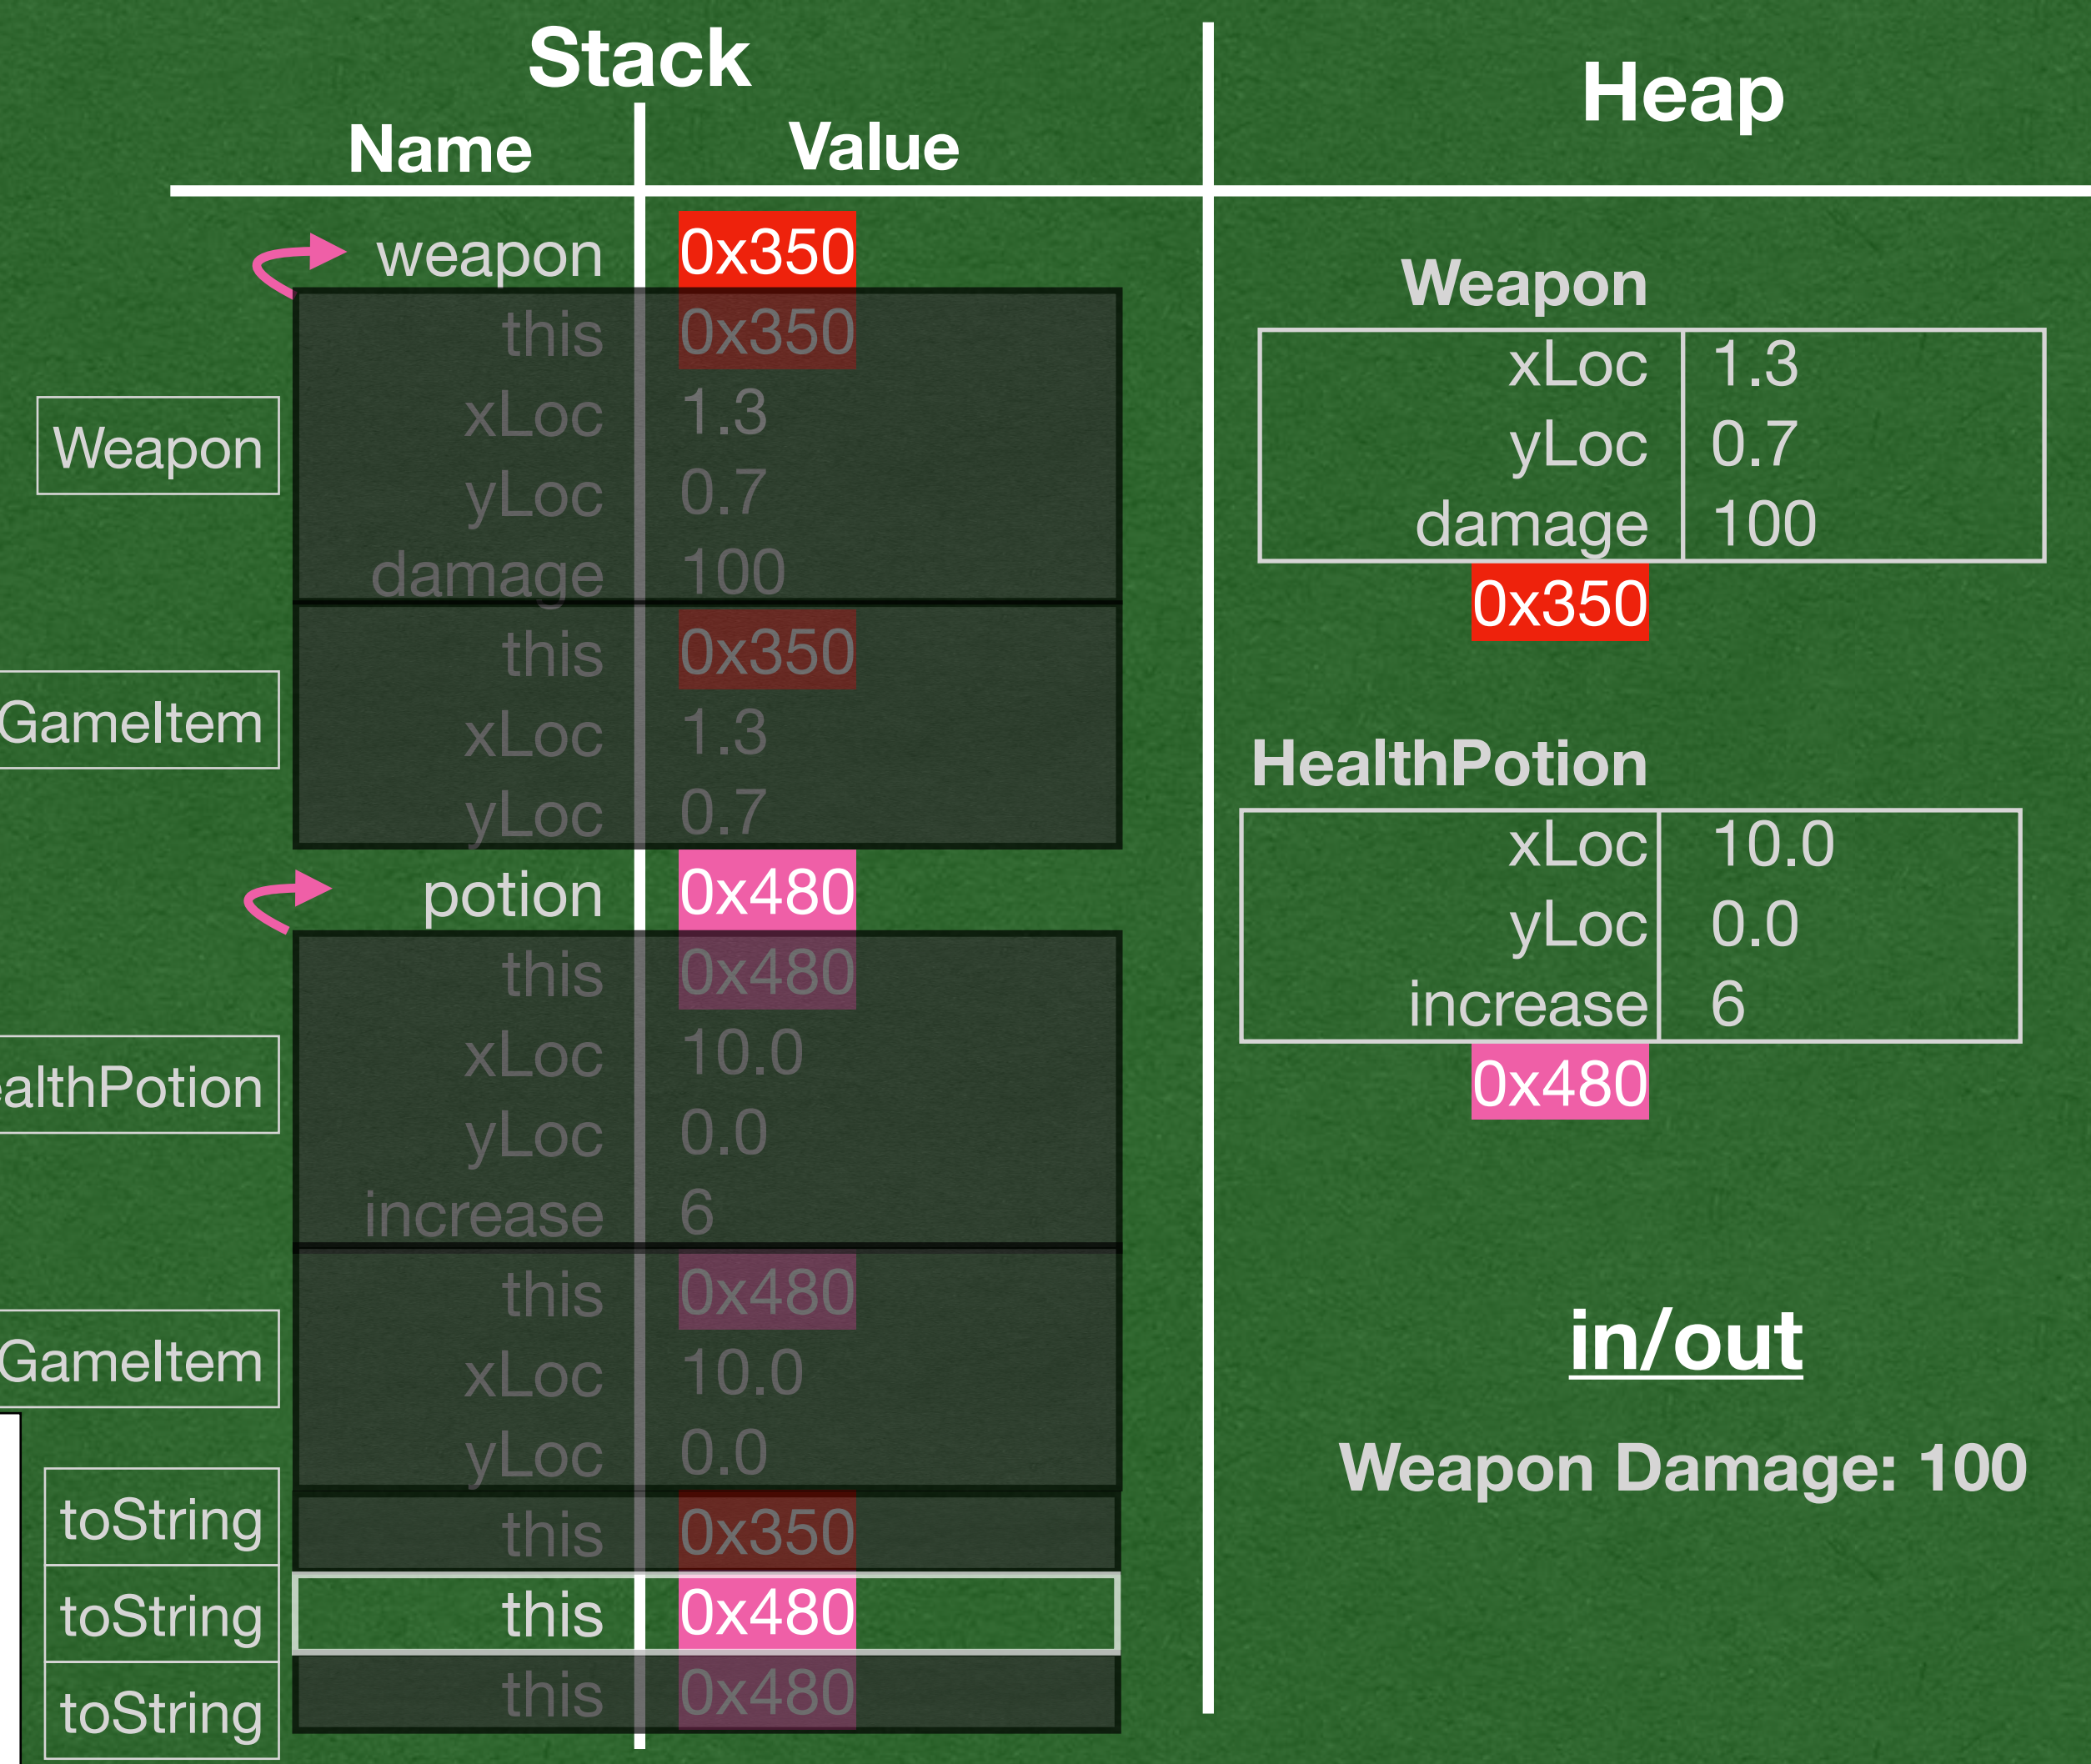 Stack
Heap
Name Value
weapon 0x350
this 0x350
xLoc 1.3
yLoc 0.7
damage 100
Weapon
this 0x350
xLoc 1.3
yLoc 0.7
GameItem
potion 0x480
this 0x480
xLoc 10.0
yLoc 0.0
increase 6
ealthPotion
this 0x480
xLoc 10.0
yLoc 0.0
GameItem
toString this 0x350
toString this 0x480
toString this 0x480
Weapon
xLoc 1.3
yLoc 0.7
damage 100
0x350
HealthPotion
xLoc 10.0
yLoc 0.0
increase 6
0x480
in/out
Weapon Damage: 100